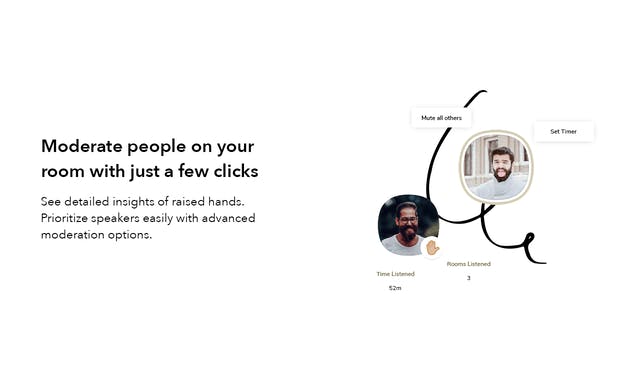 Moderate people on your
room with just a few clicks
See detailed insights of raised hands.
Prioritize speakers easily with advanced
moderation options.
Mute all others
Set Timer
Time Listened
52m
Rooms Listened
3